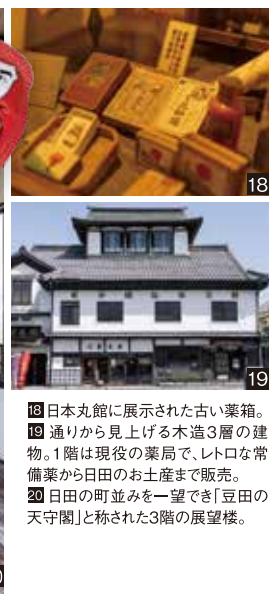 18
19
18 日本丸館に展示された古い薬箱。
19 通りから見上げる木造3層の建
物。1階は現役の薬局で、レトロな常
備薬から日田のお土産まで販売。
20 日田の町並みを一望でき「豆田の
天守閣」と称された3階の展望楼。